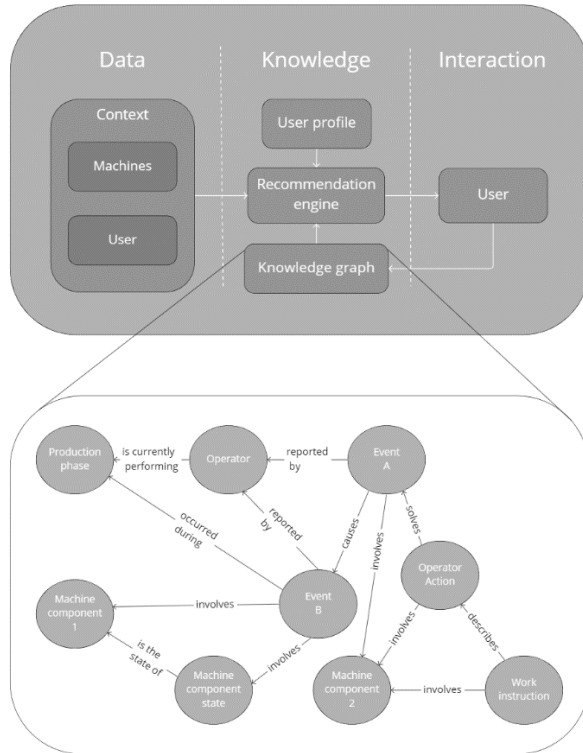 Data
Knowledge
Interaction
Context
Machines
User
User profile
Recommendation
engine
Knowledge graph
User
Production
phase
is currently
performing
Operator
reported
by
Event
A
occurred
during
reported
by
causes
involves
solves
Operator
Action
Machine
component
1
involves
Event
B
is the
state of
involves
Machine
component
state
involves
describes
Machine
component
2
involves
Work
instruction